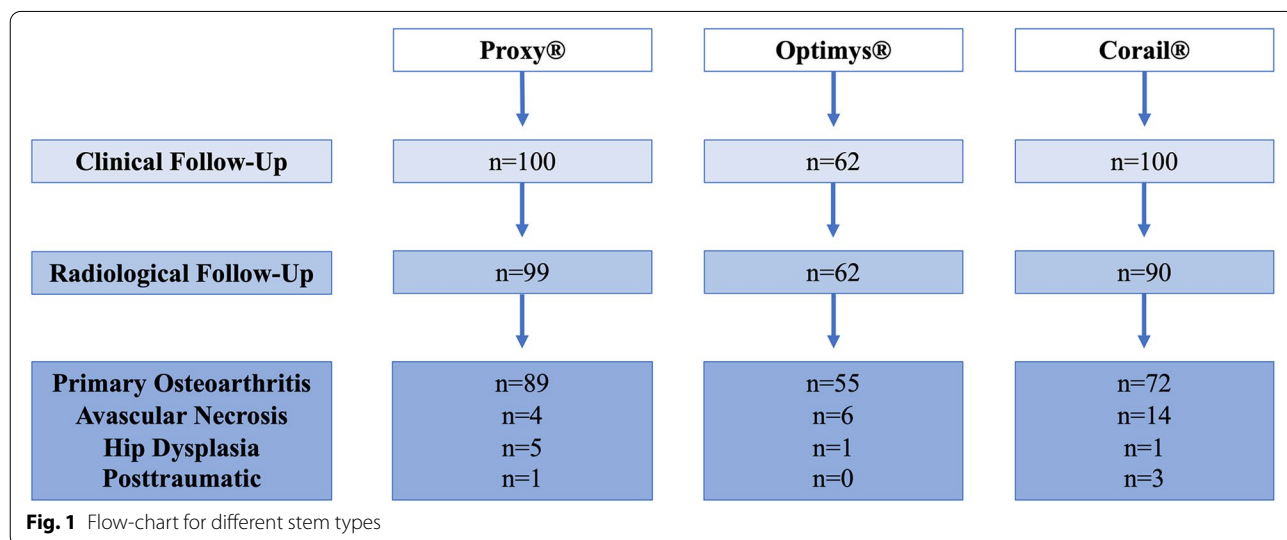 Proxy® Optimys® Corail®
Clinical Follow-Up n=100 n=62 n=100
Radiological Follow-Up n=99 n=62 n=90
Primary Osteoarthritis n=89 n=55 n=72
Avascular Necrosis n=4 n=6 n=14
Hip Dysplasia n=5 n=1 n=1
Posttraumatic n=1 n=0 n=3
Fig. 1 Flow-chart for different stem types